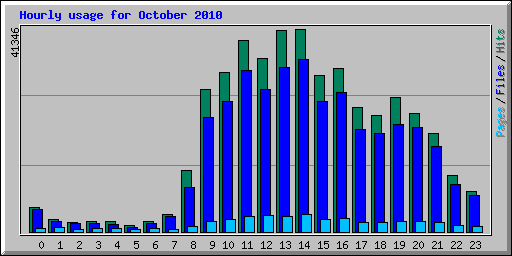 Hourly usage for October 2010
41346
Pages / Files / Hits
0 1 2 3 4 5 6 7 8 9 10 11 12 13 14 15 16 17 18 19 20 21 22 23